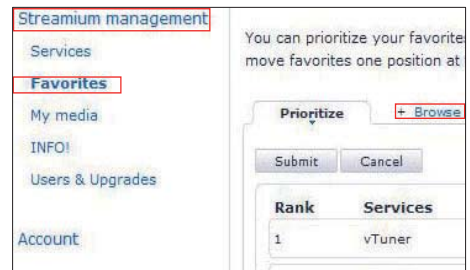 Streamium management
Services
Favorites
My media
INFO!
Users & Upgrades
Account
You can prioritize your favorite
move favorites one position at
Prioritize
+ Browse
Submit
Cancel
Rank Services
1 vTuner